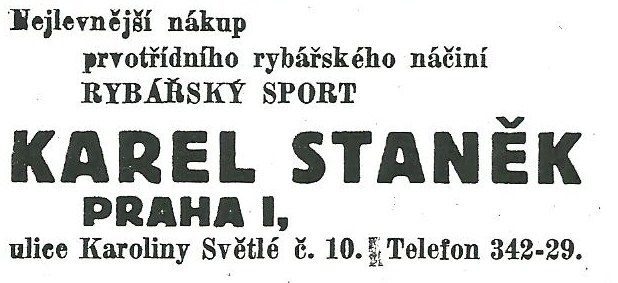 Nejlevnější nákup
prvotřídního rybářského náčiní
RYBÁŘSKÝ SPORT
KAREL STANĚK
PRAHA I,
ulice Karoliny Světlé č. 10. Telefon 342-29.